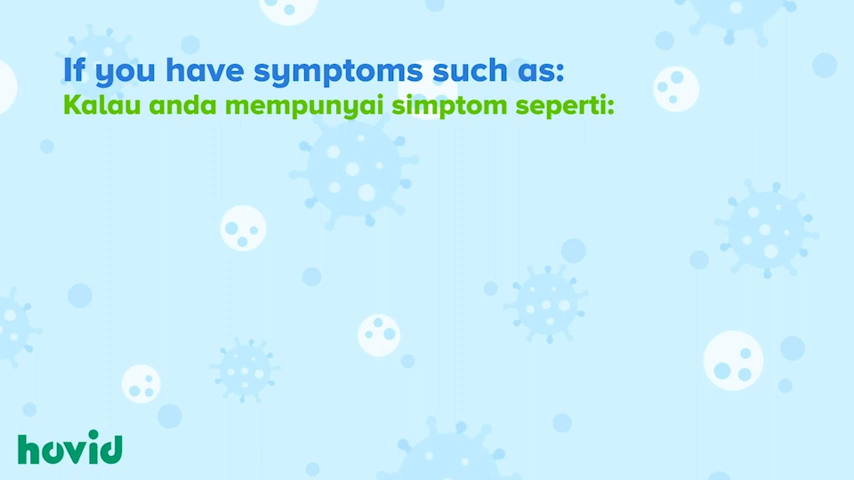 If you have symptoms such as:
Kalau anda mempunyai simptom seperti:
hovid